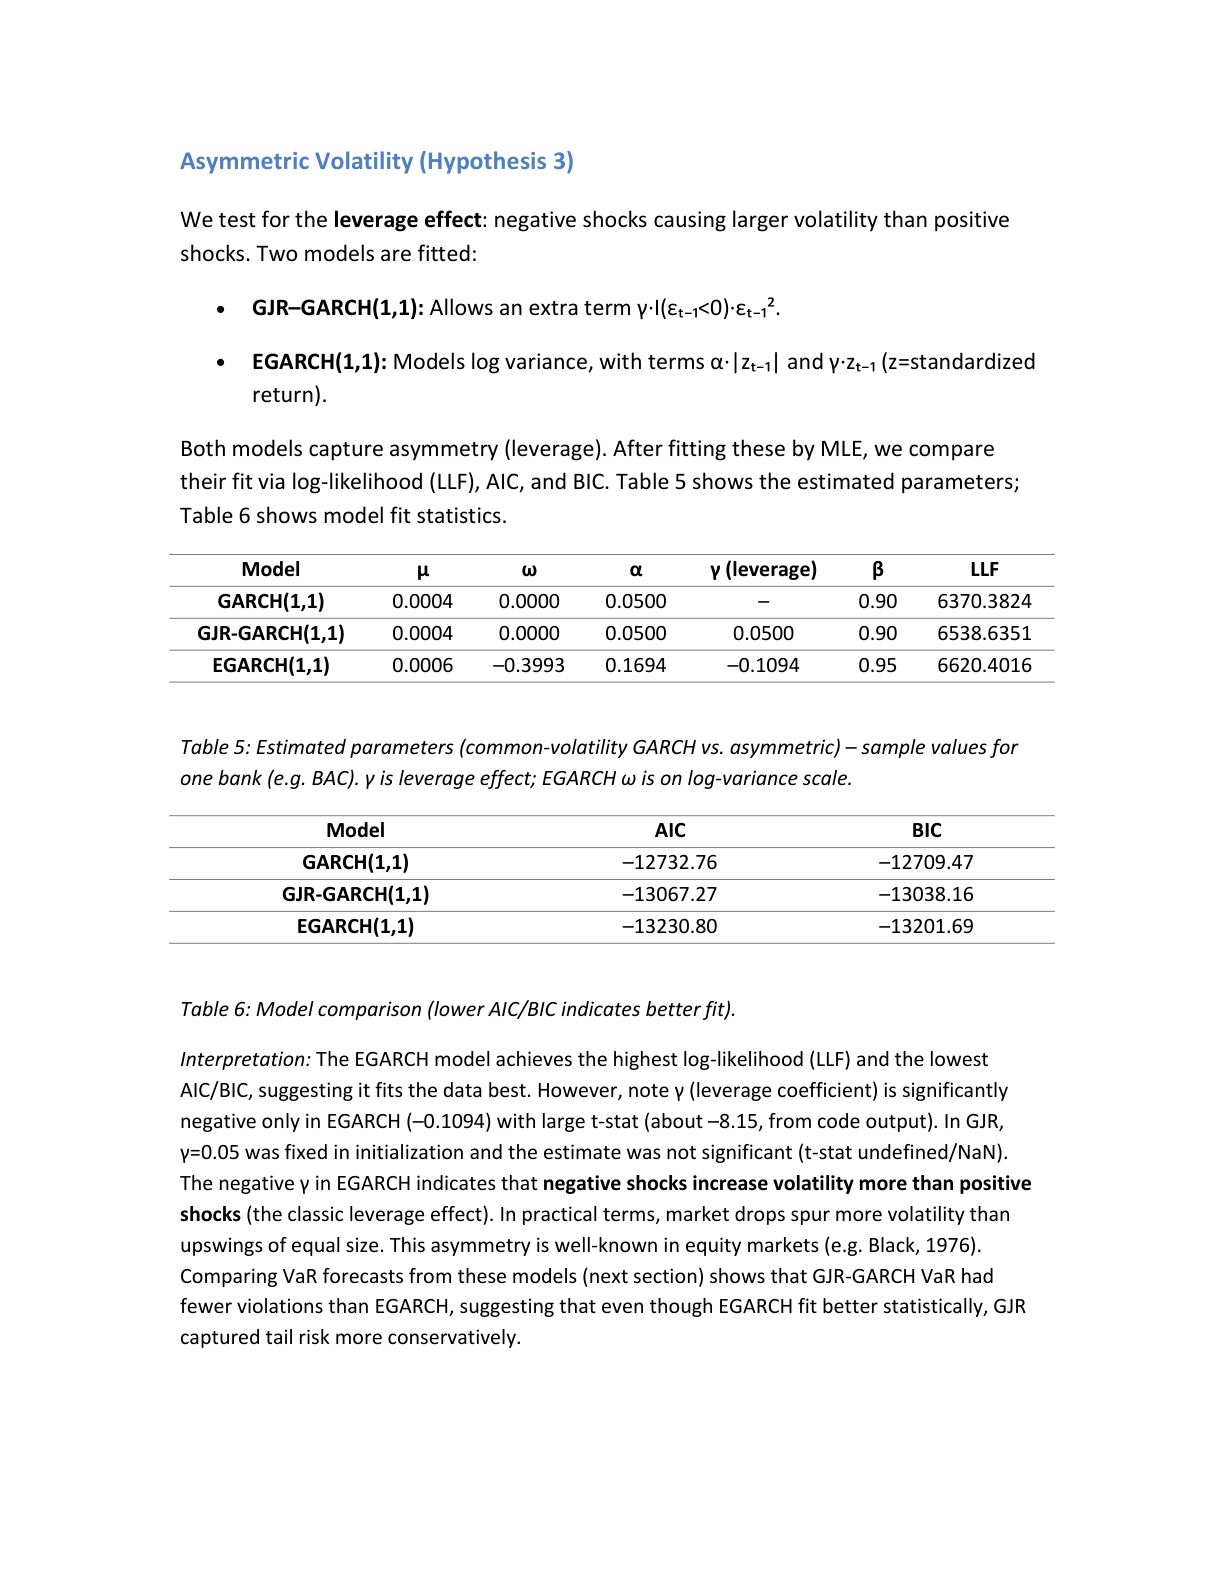 Asymmetric Volatility (Hypothesis 3)
We test for the leverage effect: negative shocks causing larger volatility than positive
shocks. Two models are fitted:
• GJR–GARCH(1,1): Allows an extra term γ·I(εₜ₋₁<0)·εₜ₋₁².
• EGARCH(1,1): Models log variance, with terms α·|zₜ₋₁| and γ·zₜ₋₁ (z=standardized
return).
Both models capture asymmetry (leverage). After fitting these by MLE, we compare
their fit via log-likelihood (LLF), AIC, and BIC. Table 5 shows the estimated parameters;
Table 6 shows model fit statistics.
Model μ ω α γ (leverage) β LLF
GARCH(1,1) 0.0004 0.0000 0.0500 – 0.90 6370.3824
GJR-GARCH(1,1) 0.0004 0.0000 0.0500 0.0500 0.90 6538.6351
EGARCH(1,1) 0.0006 –0.3993 0.1694 –0.1094 0.95 6620.4016
Table 5: Estimated parameters (common-volatility GARCH vs. asymmetric) – sample values for
one bank (e.g. BAC). γ is leverage effect; EGARCH ω is on log-variance scale.
Model AIC BIC
GARCH(1,1) –12732.76 –12709.47
GJR-GARCH(1,1) –13067.27 –13038.16
EGARCH(1,1) –13230.80 –13201.69
Table 6: Model comparison (lower AIC/BIC indicates better fit).
Interpretation: The EGARCH model achieves the highest log-likelihood (LLF) and the lowest
AIC/BIC, suggesting it fits the data best. However, note γ (leverage coefficient) is significantly
negative only in EGARCH (–0.1094) with large t-stat (about –8.15, from code output). In GJR,
γ=0.05 was fixed in initialization and the estimate was not significant (t-stat undefined/NaN).
The negative γ in EGARCH indicates that negative shocks increase volatility more than positive
shocks (the classic leverage effect). In practical terms, market drops spur more volatility than
upswings of equal size. This asymmetry is well-known in equity markets (e.g. Black, 1976).
Comparing VaR forecasts from these models (next section) shows that GJR-GARCH VaR had
fewer violations than EGARCH, suggesting that even though EGARCH fit better statistically, GJR
captured tail risk more conservatively.